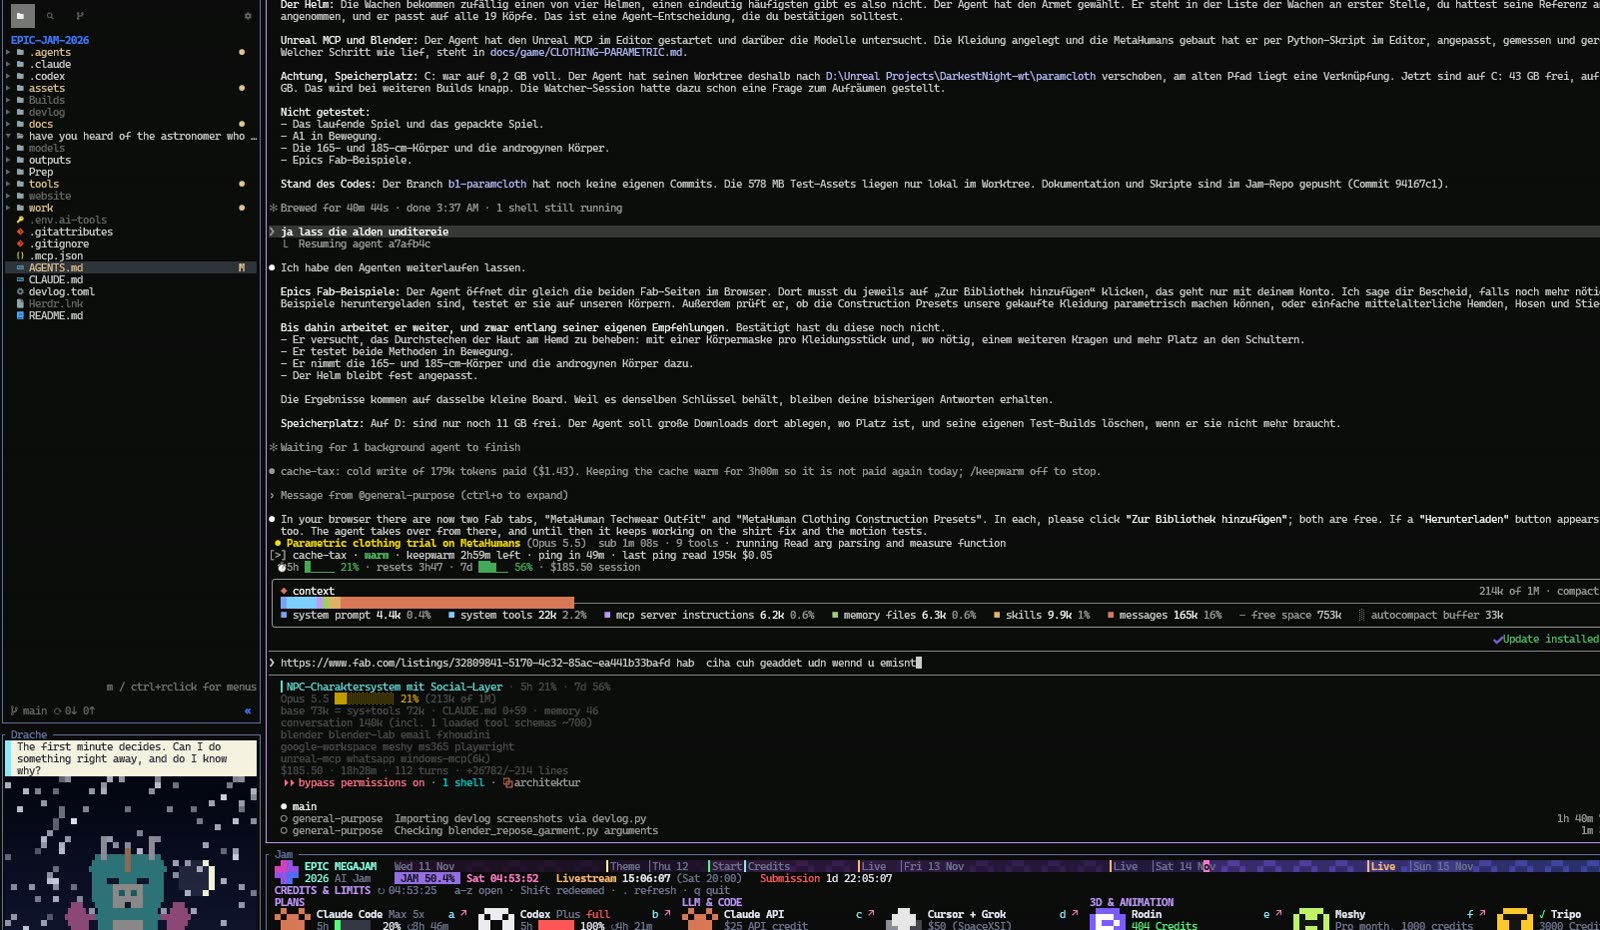 EPIC-JAM-2026
.agents
.claude
.codex
assets
Builds
devlog
docs
have you heard of the astronomer who …
models
outputs
Prep
tools
website
work
.env.ai-tools
.gitattributes
.gitignore
.mcp.json
AGENTS.md M
CLAUDE.md
devlog.toml
Herdr.lnk
README.md
m / ctrl+rclick for menus
main 0↓ 0↑ «
Drache
The first minute decides. Can I do
something right away, and do I know
why?
Der Helm: Die Wachen bekommen zufällig einen von vier Helmen, einen eindeutig häufigsten gibt es also nicht. Der Agent hat den Armet gewählt. Er steht in der Liste der Wachen an erster Stelle, du hattest seine Referenz
angenommen, und er passt auf alle 19 Köpfe. Das ist eine Agent-Entscheidung, die du bestätigen solltest.
Unreal MCP und Blender: Der Agent hat den Unreal MCP im Editor gestartet und darüber die Modelle untersucht. Die Kleidung angelegt und die MetaHumans gebaut hat er per Python-Skript im Editor, angepasst, gemessen und
Welcher Schritt wie lief, steht in docs/game/CLOTHING-PARAMETRIC.md.
Achtung, Speicherplatz: C: war auf 0,2 GB voll. Der Agent hat seinen Worktree deshalb nach D:\Unreal Projects\DarkestNight-wt\paramcloth verschoben, am alten Pfad liegt eine Verknüpfung. Jetzt sind auf C: 43 GB frei, auf
GB. Das wird bei weiteren Builds knapp. Die Watcher-Session hatte dazu schon eine Frage zum Aufräumen gestellt.
Nicht getestet:
- Das laufende Spiel und das gepackte Spiel.
- A1 in Bewegung.
- Die 165- und 185-cm-Körper und die androgynen Körper.
- Epics Fab-Beispiele.
Stand des Codes: Der Branch b1-paramcloth hat noch keine eigenen Commits. Die 578 MB Test-Assets liegen nur lokal im Worktree. Dokumentation und Skripte sind im Jam-Repo gepusht (Commit 94167c1).
✻ Brewed for 40m 44s · done 3:37 AM · 1 shell still running
❯ ja lass die alden unditereie
L Resuming agent a7afb4c
● Ich habe den Agenten weiterlaufen lassen.
Epics Fab-Beispiele: Der Agent öffnet dir gleich die beiden Fab-Seiten im Browser. Dort musst du jeweils auf „Zur Bibliothek hinzufügen“ klicken, das geht nur mit deinem Konto. Ich sage dir Bescheid, falls noch mehr
Beispiele heruntergeladen sind, testet er sie auf unseren Körpern. Außerdem prüft er, ob die Construction Presets unsere gekaufte Kleidung parametrisch machen können, oder einfache mittelalterliche Hemden, Hosen und
Bis dahin arbeitet er weiter, und zwar entlang seiner eigenen Empfehlungen. Bestätigt hast du diese noch nicht.
- Er versucht, das Durchstechen der Haut am Hemd zu beheben: mit einer Körpermaske pro Kleidungsstück und, wo nötig, einem weiteren Kragen und mehr Platz an den Schultern.
- Er testet beide Methoden in Bewegung.
- Er nimmt die 165- und 185-cm-Körper und die androgynen Körper dazu.
- Der Helm bleibt fest angepasst.
Die Ergebnisse kommen auf dasselbe kleine Board. Weil es denselben Schlüssel behält, bleiben deine bisherigen Antworten erhalten.
Speicherplatz: Auf D: sind nur noch 11 GB frei. Der Agent soll große Downloads dort ablegen, wo Platz ist, und seine eigenen Test-Builds löschen, wenn er sie nicht mehr braucht.
✻ Waiting for 1 background agent to finish
● cache-tax: cold write of 179k tokens paid ($1.43). Keeping the cache warm for 3h00m so it is not paid again today; /keepwarm off to stop.
› Message from @general-purpose (ctrl+o to expand)
● In your browser there are now two Fab tabs, "MetaHuman Techwear Outfit" and "MetaHuman Clothing Construction Presets". In each, please click "Zur Bibliothek hinzufügen"; both are free. If a "Herunterladen" button appears
too. The agent takes over from there, and until then it keeps working on the shirt fix and the motion tests.
● Parametric clothing trial on MetaHumans (Opus 5.5) sub 1m 08s · 9 tools · running Read arg parsing and measure function
[>] cache-tax · warm · keepwarm 2h59m left · ping in 49m · last ping read 195k $0.05
5h 21% · resets 3h47 · 7d 56% · $185.50 session
context 214k of 1M · compact
system prompt 4.4k 0.4% system tools 22k 2.2% mcp server instructions 6.2k 0.6% memory files 6.3k 0.6% skills 9.9k 1% messages 165k 16% free space 753k autocompact buffer 33k
✓Update installed
❯ https://www.fab.com/listings/32809841-5170-4c32-85ac-ea441b33bafd hab ciha cuh geaddet udn wennd u emisnt
NPC-Charaktersystem mit Social-Layer · 5h 21% · 7d 56%
Opus 5.5 21% (213k of 1M)
base 73k = sys+tools 72k · CLAUDE.md 0+59 · memory 46
conversation 140k (incl. 1 loaded tool schemas ~700)
blender blender-lab email fxhoudini
google-workspace meshy ms365 playwright
unreal-mcp whatsapp windows-mcp(6k)
$185.50 · 18h28m · 112 turns · +26782/-214 lines
bypass permissions on · 1 shell · architektur
● main
○ general-purpose Importing devlog screenshots via devlog.py 1h 40m
○ general-purpose Checking blender_repose_garment.py arguments 1m
Jam
EPIC MEGAJAM Wed 11 Nov Theme Thu 12 Start Credits Live Fri 13 Nov Live Sat 14 Nov Live Sun 15 Nov
2026 AI Jam JAM 50.4% Sat 04:53:52 Livestream 15:06:07 (Sat 20:00) Submission 1d 22:05:07
CREDITS & LIMITS 04:53:25 a-z open · Shift redeemed · . refresh · q quit
PLANS LLM & CODE 3D & ANIMATION
Claude Code Max 5x a ↗ Codex Plus full b ↗ Claude API c ↗ Cursor + Grok d ↗ Rodin e ↗ Meshy f ↗ ✓ Tripo
5h 20% 3h 46m 5h 100% 4h 21m $25 API credit $50 (SpaceXSI) 404 Credits Pro month, 1000 credits 3000